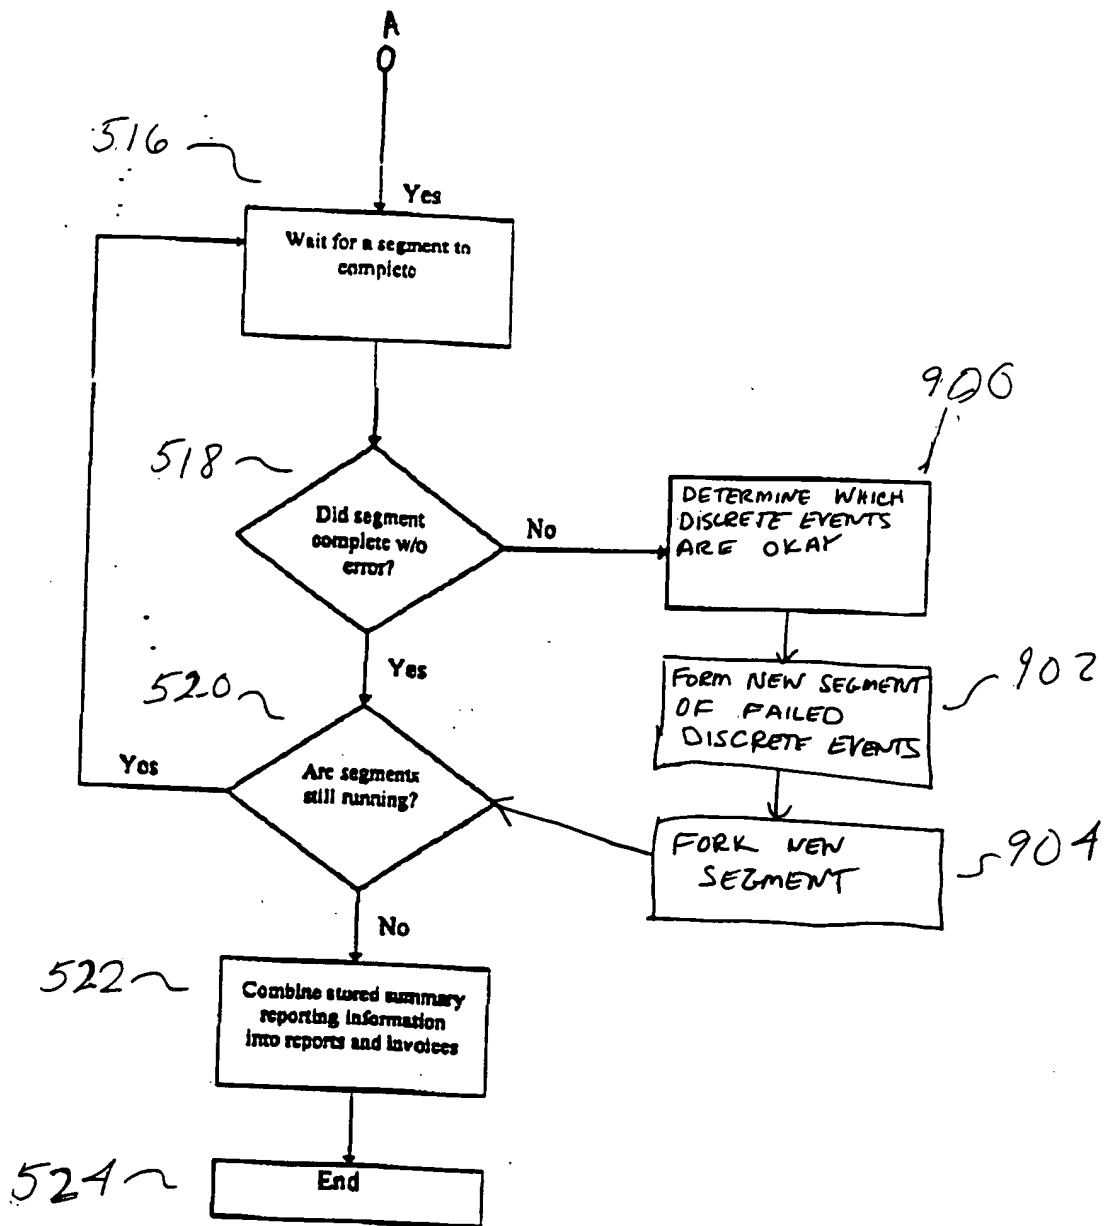 A
516
Yes
Wait for a segment to
complete
900
518
Did segment
complete w/o
error?
No
DETERMINE WHICH
DISCRETE EVENTS
ARE OKAY
Yes
520
FORM NEW SEGMENT
OF FAILED
DISCRETE EVENTS
902
Yes
Are segments
still running?
FORK NEW
SEGMENT
904
No
522
Combine stored summary
reporting information
into reports and invoices
524
End